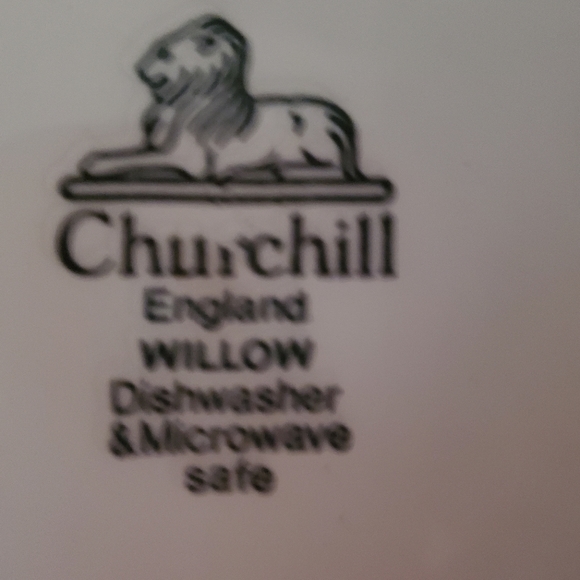 Churchill
England
WILLOW
Dishwasher
&Microwave
safe